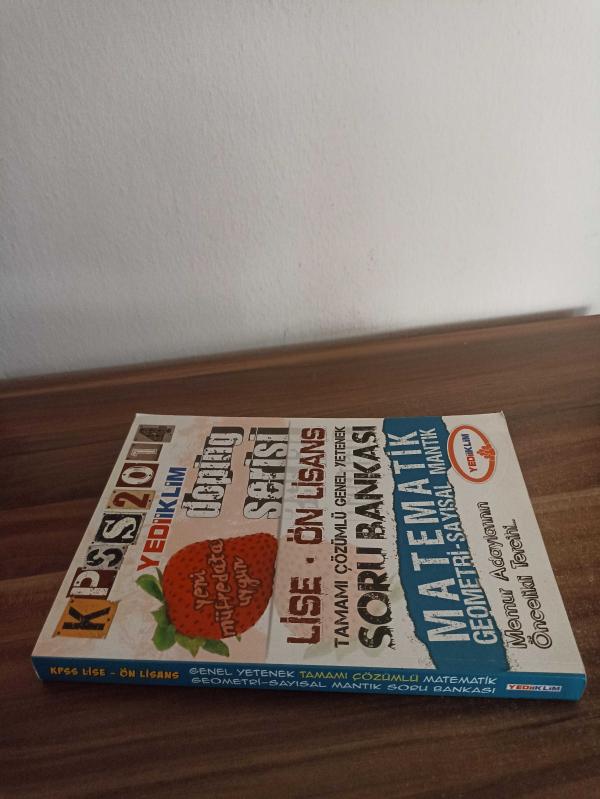 KPSS2014
YEDİİKLİM
doping
serisi
yeni
müfredata
uygun
LİSE · ÖN LİSANS
TAMAMI ÇÖZÜMLÜ GENEL YETENEK
SORU BANKASI
MATEMATİK
GEOMETRİ-SAYISAL MANTIK
YEDİİKLİM
Memur Adaylarının
Öncelikli Tercihi...
KPSS LİSE - ÖN LİSANS GENEL YETENEK TAMAMI ÇÖZÜMLÜ MATEMATİK
GEOMETRİ-SAYISAL MANTIK SORU BANKASI
YEDİİKLİM